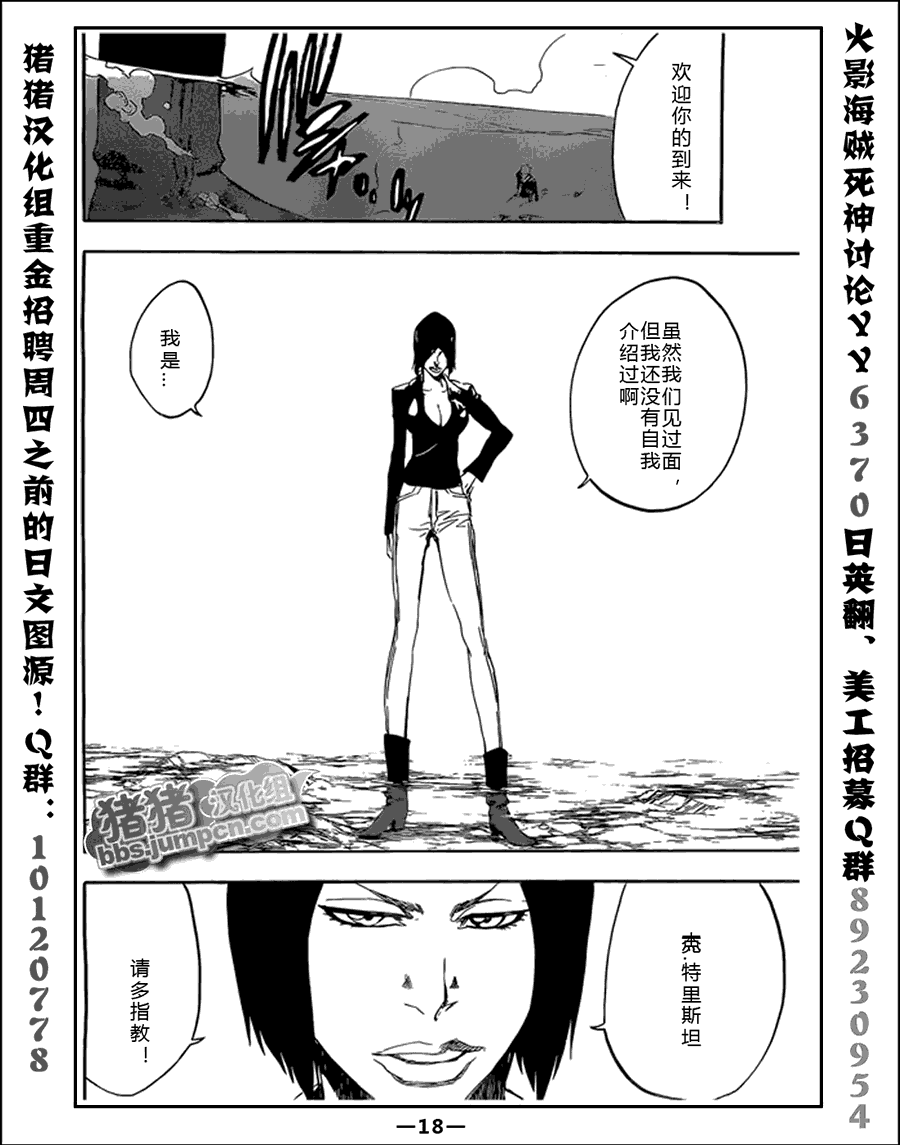 火影海贼死神讨论YY6370日英翻、美工招募Q群89230954
欢迎你的到来！
虽然我们见过面，
但我还没有自我
介绍过啊
我是…
猪猪汉化组
bbs.jumpcn.com
·特里斯坦
请多指教！
猪猪汉化组重金招聘周四之前的日文图源！Q群：10120778
—18—